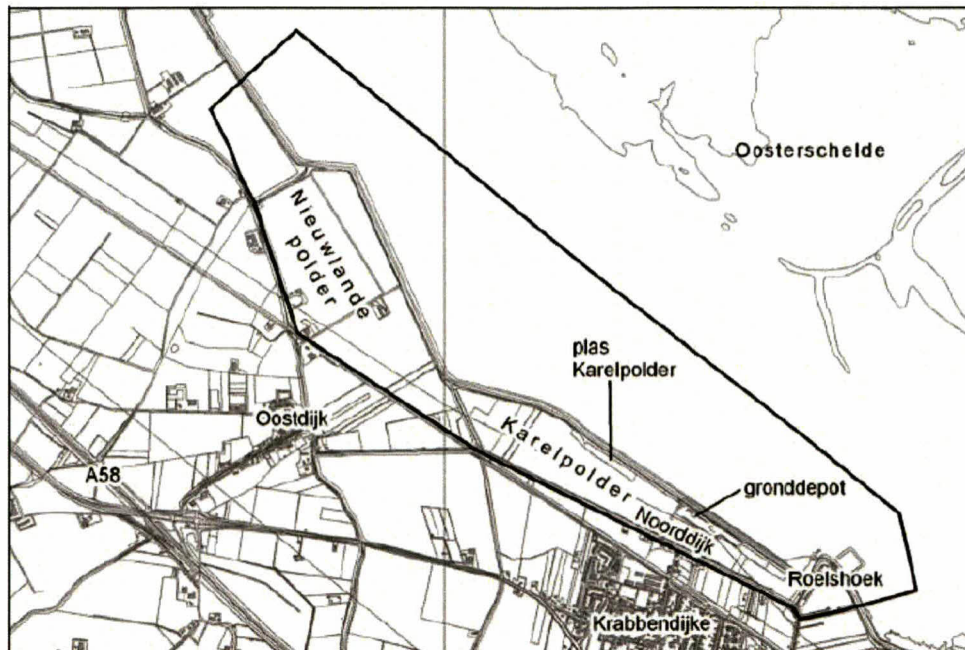 Oosterschelde
Nieuwlande
polder
plas
Karelpolder
Oostdijk
Karelpolder
A58
gronddepot
Noorddijk
Roelshoek
Krabbendijke